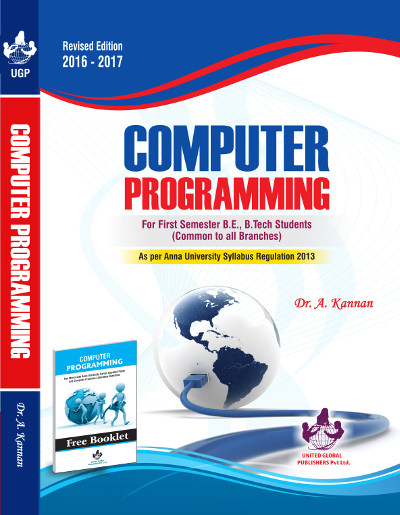 UGP
COMPUTER PROGRAMMING
Dr. A. Kannan
Revised Edition
2016 - 2017
COMPUTER
PROGRAMMING
For First Semester B.E., B.Tech Students
(Common to all Branches)
As per Anna University Syllabus Regulation 2013
Dr. A. Kannan
COMPUTER
PROGRAMMING
Free Booklet
UNITED GLOBAL
PUBLISHERS Pvt Ltd.